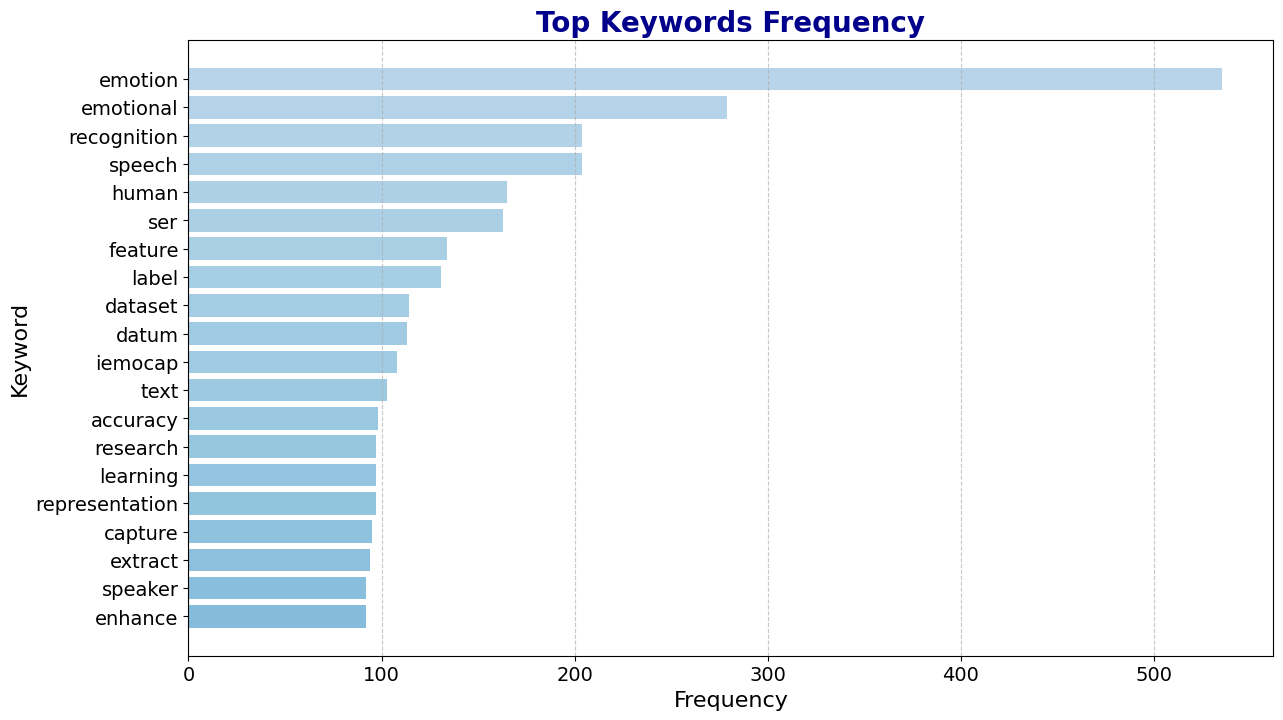 Top Keywords Frequency
Keyword
emotion
emotional
recognition
speech
human
ser
feature
label
dataset
datum
iemocap
text
accuracy
research
learning
representation
capture
extract
speaker
enhance
0 100 200 300 400 500
Frequency